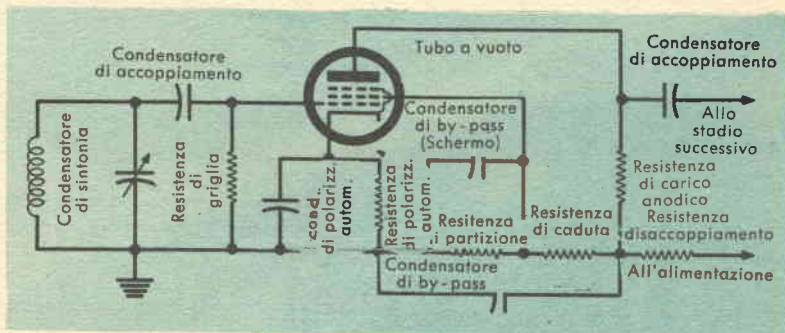 Condensatore
di accoppiamento
Tubo a vuoto
Condensatore
di accoppiamento
Allo
stadio
successivo
Condensatore
di sintonia
Resistenza
di
griglia
Condensatore
di by-pass
(Schermo)
cond.
di polarizz.
autom.
Resistenza
di polarizz.
autom.
Resitenza
di partizione
Resistenza
di caduta
Resistenza
di carico
anodico
Resistenza
disaccoppiamento
All'alimentazione
Condensatore
di by-pass